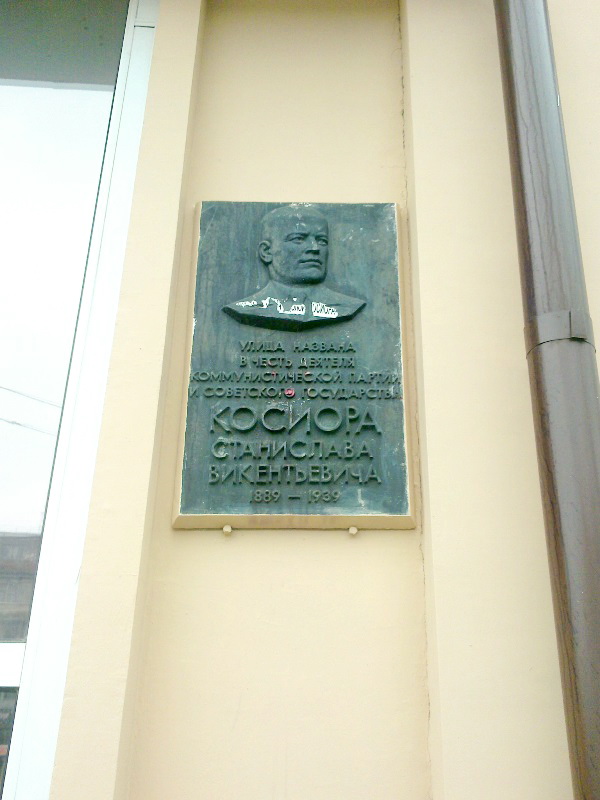 УЛИЦА НАЗВАНА
В ЧЕСТЬ ДЕЯТЕЛЯ
КОММУНИСТИЧЕСКОЙ ПАРТИИ
И СОВЕТСКОГО ГОСУДАРСТВА
КОСИОРА
СТАНИСЛАВА
ВИКЕНТЬЕВИЧА
1889 — 1939